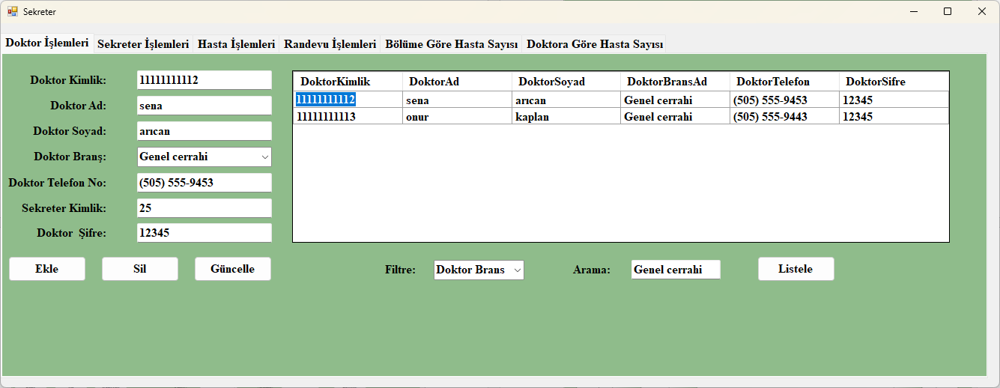 Sekreter
Doktor İşlemleri Sekreter İşlemleri Hasta İşlemleri Randevu İşlemleri Bölüme Göre Hasta Sayısı Doktora Göre Hasta Sayısı
Doktor Kimlik: 11111111112
Doktor Ad: sena
Doktor Soyad: arıcan
Doktor Branş: Genel cerrahi
Doktor Telefon No: (505) 555-9453
Sekreter Kimlik: 25
Doktor Şifre: 12345
Ekle Sil Güncelle
DoktorKimlik DoktorAd DoktorSoyad DoktorBransAd DoktorTelefon DoktorSifre
11111111112 sena arıcan Genel cerrahi (505) 555-9453 12345
11111111113 onur kaplan Genel cerrahi (505) 555-9443 12345
Filtre: Doktor Brans Arama: Genel cerrahi Listele